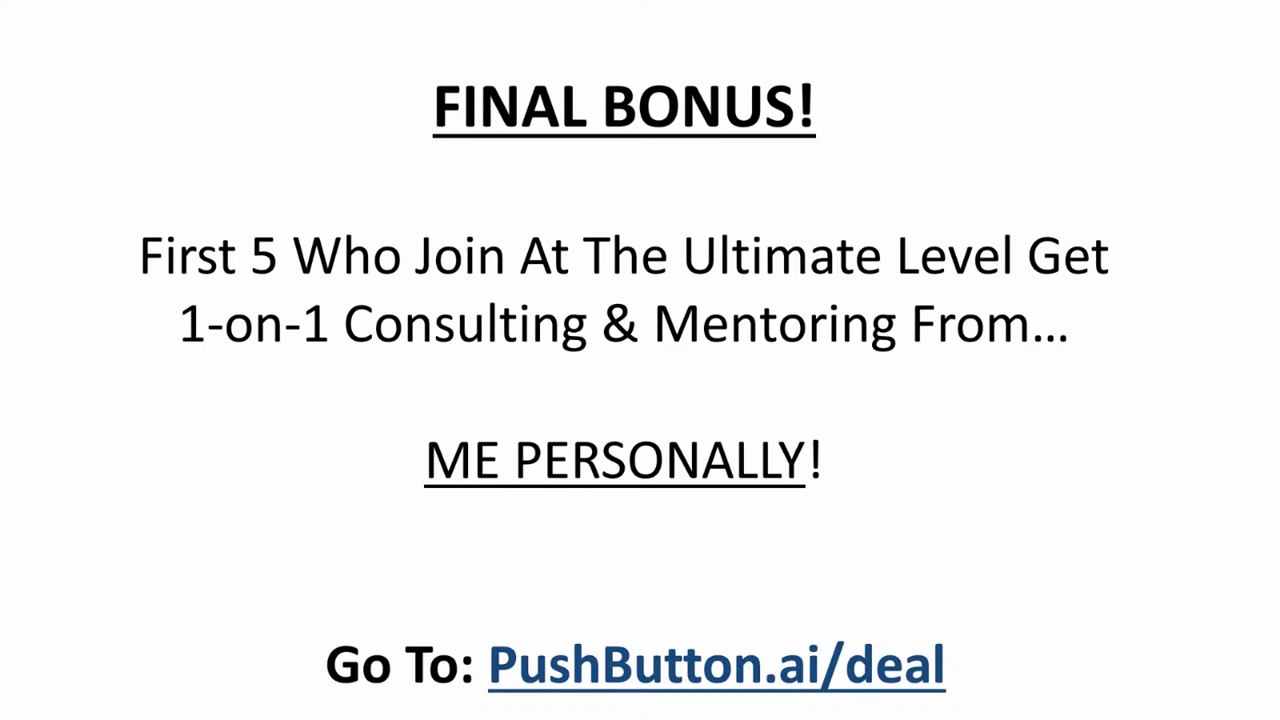 FINAL BONUS!
First 5 Who Join At The Ultimate Level Get
1-on-1 Consulting & Mentoring From...
ME PERSONALLY!
Go To: PushButton.ai/deal